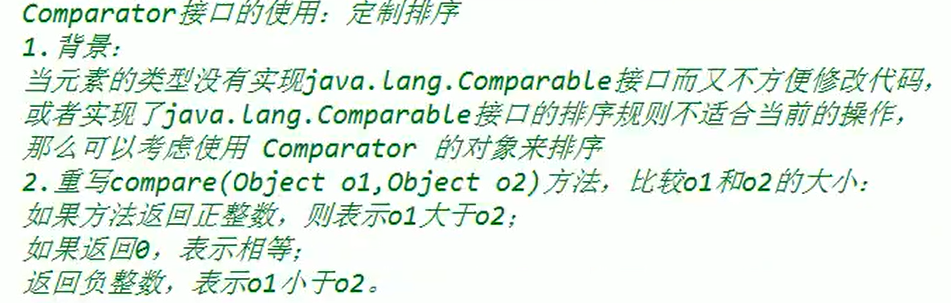 Comparator接口的使用：定制排序
1.背景：
当元素的类型没有实现java.lang.Comparable接口而又不方便修改代码，
或者实现了java.lang.Comparable接口的排序规则不适合当前的操作，
那么可以考虑使用 Comparator 的对象来排序
2.重写compare(Object o1,Object o2)方法，比较o1和o2的大小：
如果方法返回正整数，则表示o1大于o2；
如果返回0，表示相等；
返回负整数，表示o1小于o2。